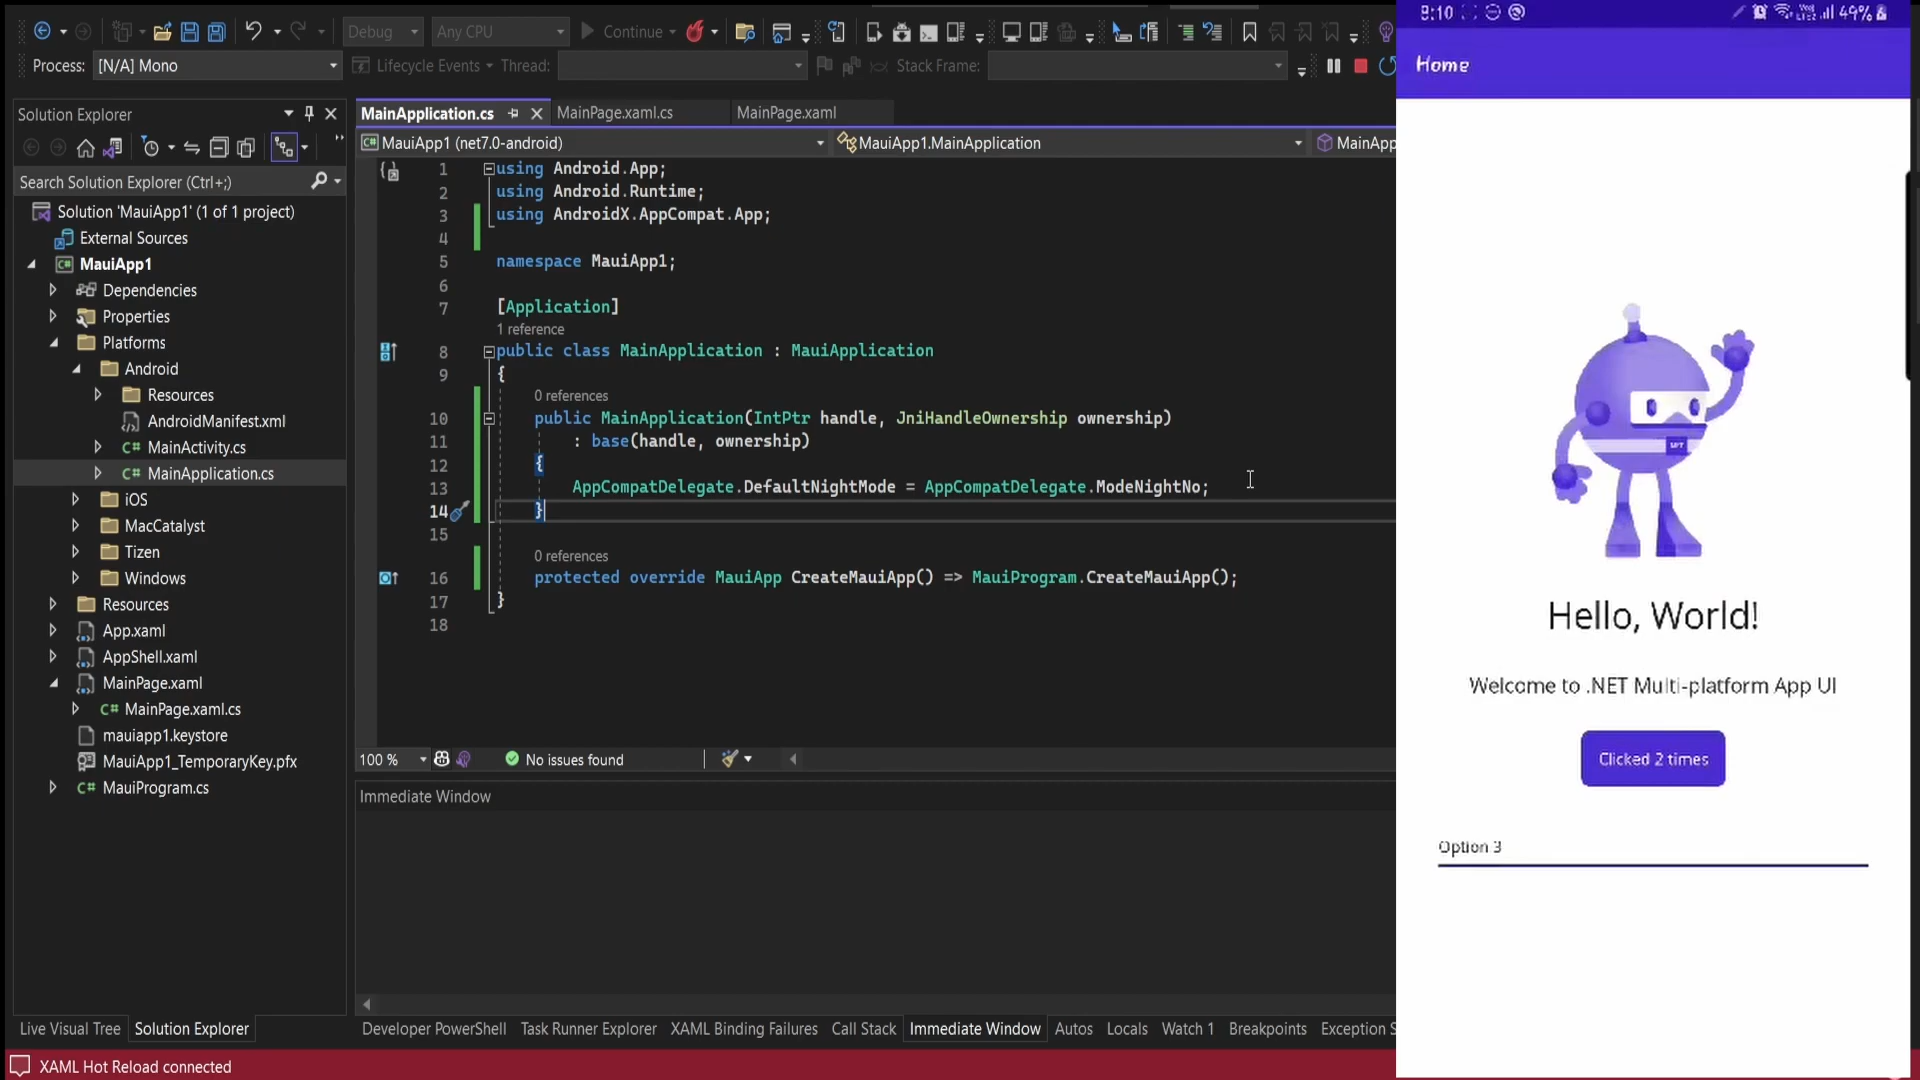 Debug
Any CPU
Continue
Process:
[N/A] Mono
Lifecycle Events
Thread:
Stack Frame:
Solution Explorer
Search Solution Explorer (Ctrl+;)
Solution 'MauiApp1' (1 of 1 project)
External Sources
C# MauiApp1
Dependencies
Properties
Platforms
Android
Resources
AndroidManifest.xml
C# MainActivity.cs
C# MainApplication.cs
iOS
MacCatalyst
Tizen
Windows
Resources
App.xaml
AppShell.xaml
MainPage.xaml
C# MainPage.xaml.cs
mauiapp1.keystore
MauiApp1_TemporaryKey.pfx
C# MauiProgram.cs
Live Visual Tree
Solution Explorer
MainApplication.cs
MainPage.xaml.cs
MainPage.xaml
C# MauiApp1 (net7.0-android)
MauiApp1.MainApplication
MainApp
1 using Android.App;
2 using Android.Runtime;
3 using AndroidX.AppCompat.App;
4
5 namespace MauiApp1;
6
7 [Application]
1 reference
8 public class MainApplication : MauiApplication
9 {
0 references
10 public MainApplication(IntPtr handle, JniHandleOwnership ownership)
11 : base(handle, ownership)
12 {
13 AppCompatDelegate.DefaultNightMode = AppCompatDelegate.ModeNightNo;
14 }
15
0 references
16 protected override MauiApp CreateMauiApp() => MauiProgram.CreateMauiApp();
17 }
18
100 %
No issues found
Immediate Window
Developer PowerShell
Task Runner Explorer
XAML Binding Failures
Call Stack
Immediate Window
Autos
Locals
Watch 1
Breakpoints
Exception S
XAML Hot Reload connected
8:10
49%
Home
Hello, World!
Welcome to .NET Multi-platform App UI
Clicked 2 times
Option 3